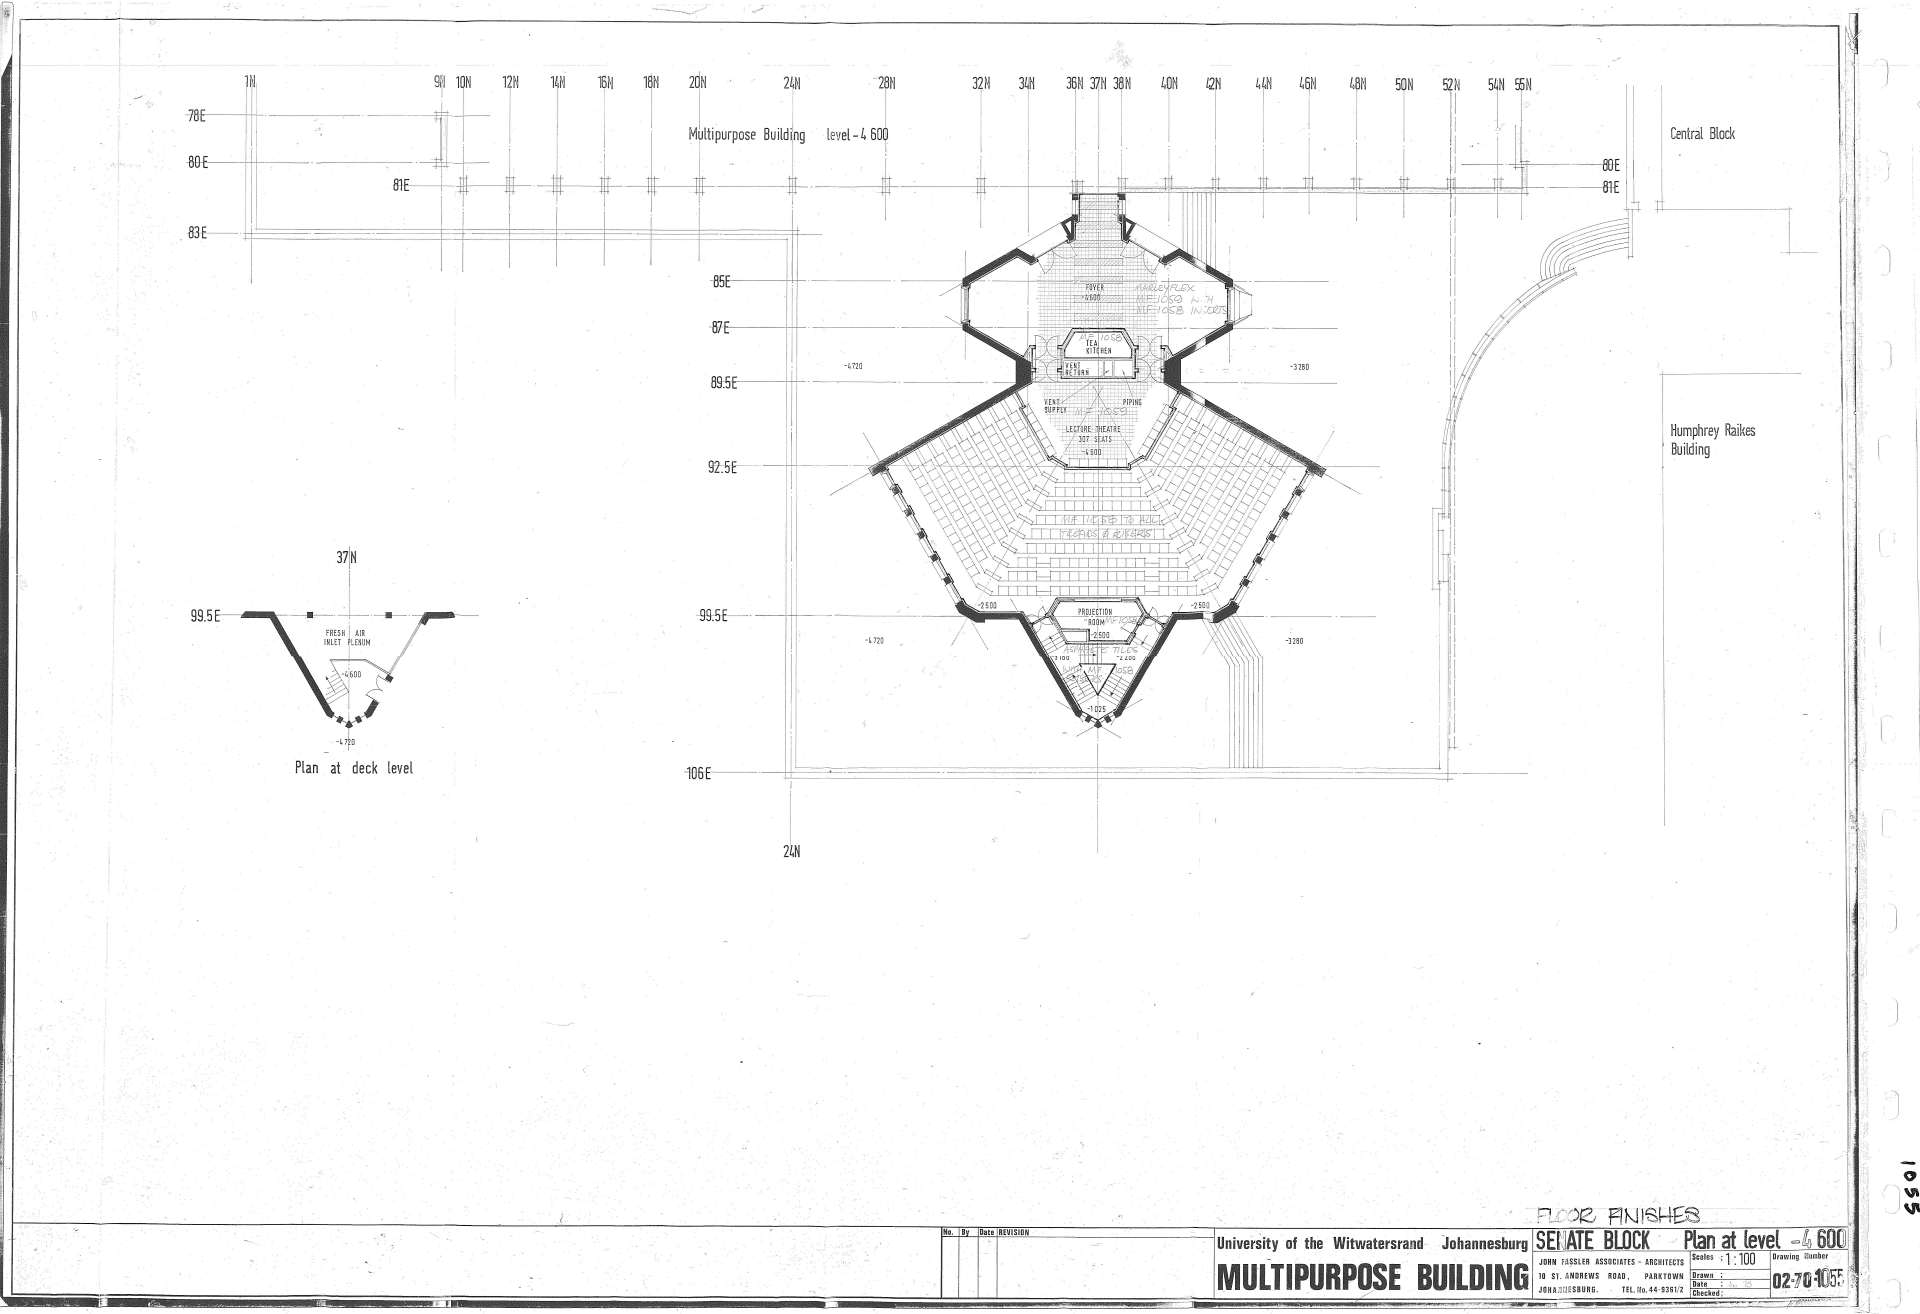 1N 9N 10N 12N 14N 16N 18N 20N 24N 28N 32N 34N 36N 37N 38N 40N 42N 44N 46N 48N 50N 52N 54N 55N
78E
Multipurpose Building level -4 600
Central Block
80E
80E
81E
81E
83E
85E
FOYER
-4600
MARLEYFLEX
MF 1059 W.H
MF 1058 INSERTS
87E
MF 1058
TEA
KITCHEN
VENT
RETURN
-4720
-3280
89.5E
VENT
SUPPLY
PIPING
MF 1059
LECTURE THEATRE
307 SEATS
-4600
Humphrey Raikes
Building
92.5E
MF 1058 TO ALL
TREADS & RISERS
37N
99.5E
FRESH AIR
INLET PLENUM
-4600
-4720
Plan at deck level
-2500
-2500
99.5E
PROJECTION
ROOM
MF 1058
-2500
-4720
-3280
ASPHALTE TILES
-3100
-2400
WITH MF 1058
-1025
106E
24N
1055
FLOOR FINISHES
No. By Date REVISION
University of the Witwatersrand Johannesburg
MULTIPURPOSE BUILDING
SENATE BLOCK Plan at level -4 600
JOHN FASSLER ASSOCIATES - ARCHITECTS
10 ST. ANDREWS ROAD, PARKTOWN
JOHANNESBURG. TEL. No. 44-9361/2
Scales : 1:100
Drawn :
Date :
Checked :
Drawing Number
02-70-1055